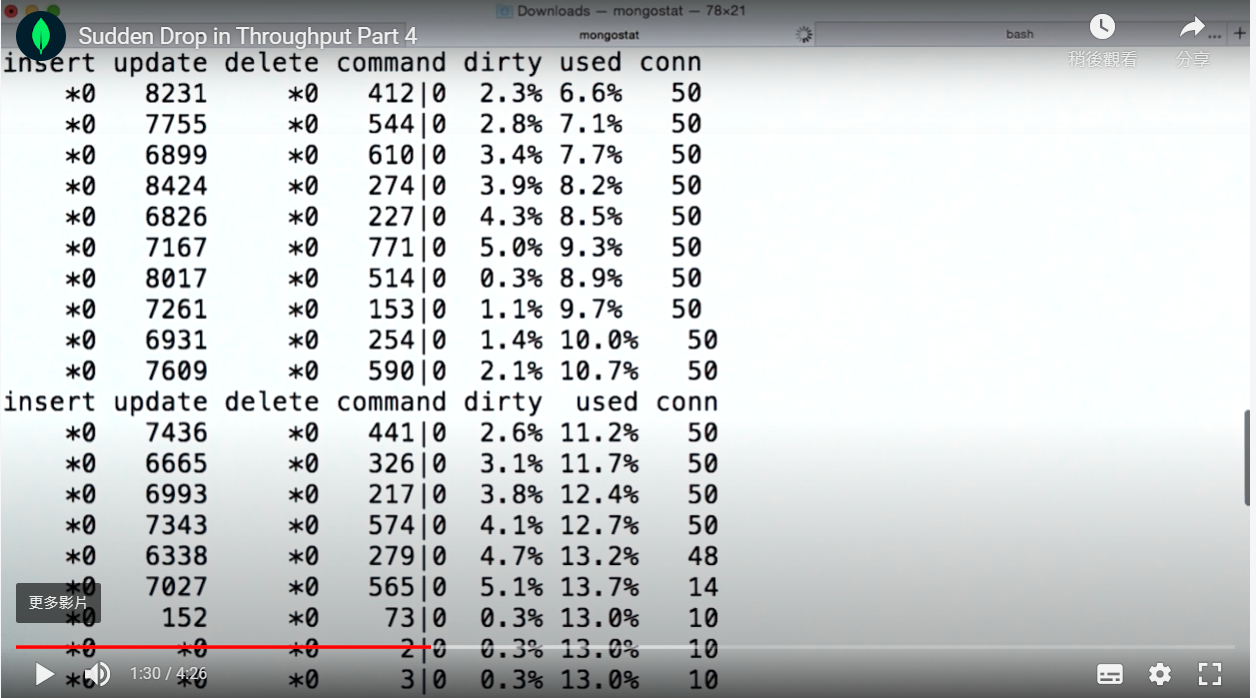 Downloads — mongostat — 78×21
Sudden Drop in Throughput Part 4
mongostat
bash
稍後觀看
分享
insert update delete command dirty used conn
*0 8231 *0 412|0 2.3% 6.6% 50
*0 7755 *0 544|0 2.8% 7.1% 50
*0 6899 *0 610|0 3.4% 7.7% 50
*0 8424 *0 274|0 3.9% 8.2% 50
*0 6826 *0 227|0 4.3% 8.5% 50
*0 7167 *0 771|0 5.0% 9.3% 50
*0 8017 *0 514|0 0.3% 8.9% 50
*0 7261 *0 153|0 1.1% 9.7% 50
*0 6931 *0 254|0 1.4% 10.0% 50
*0 7609 *0 590|0 2.1% 10.7% 50
insert update delete command dirty used conn
*0 7436 *0 441|0 2.6% 11.2% 50
*0 6665 *0 326|0 3.1% 11.7% 50
*0 6993 *0 217|0 3.8% 12.4% 50
*0 7343 *0 574|0 4.1% 12.7% 50
*0 6338 *0 279|0 4.7% 13.2% 48
*0 7027 *0 565|0 5.1% 13.7% 14
更多影片
*0 152 *0 73|0 0.3% 13.0% 10
*0 *0 *0 2|0 0.3% 13.0% 10
*0 *0 *0 3|0 0.3% 13.0% 10
1:30 / 4:26